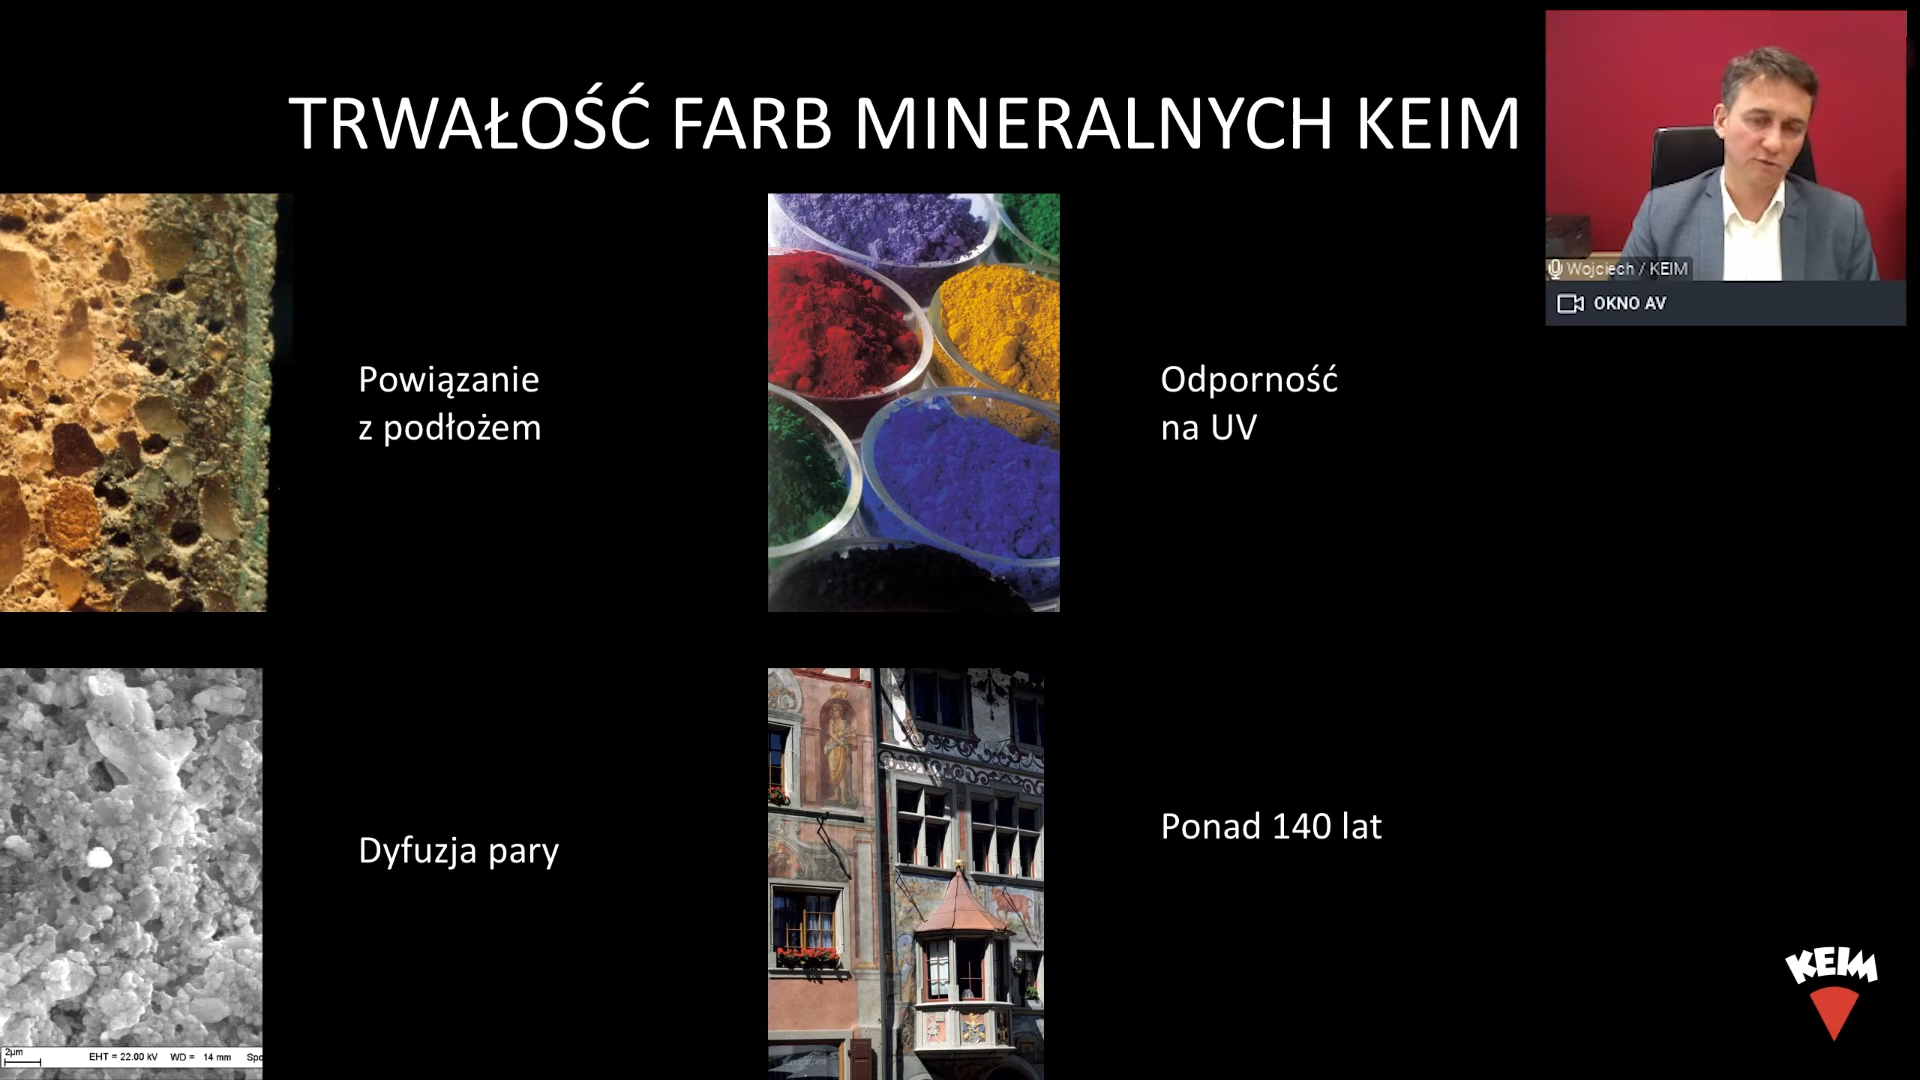 TRWAŁOŚĆ FARB MINERALNYCH KEIM
Wojciech / KEIM
OKNO AV
Powiązanie
z podłożem
Odporność
na UV
Dyfuzja pary
Ponad 140 lat
KEIM
2µm
EHT = 22.00 kV WD = 14 mm Spo